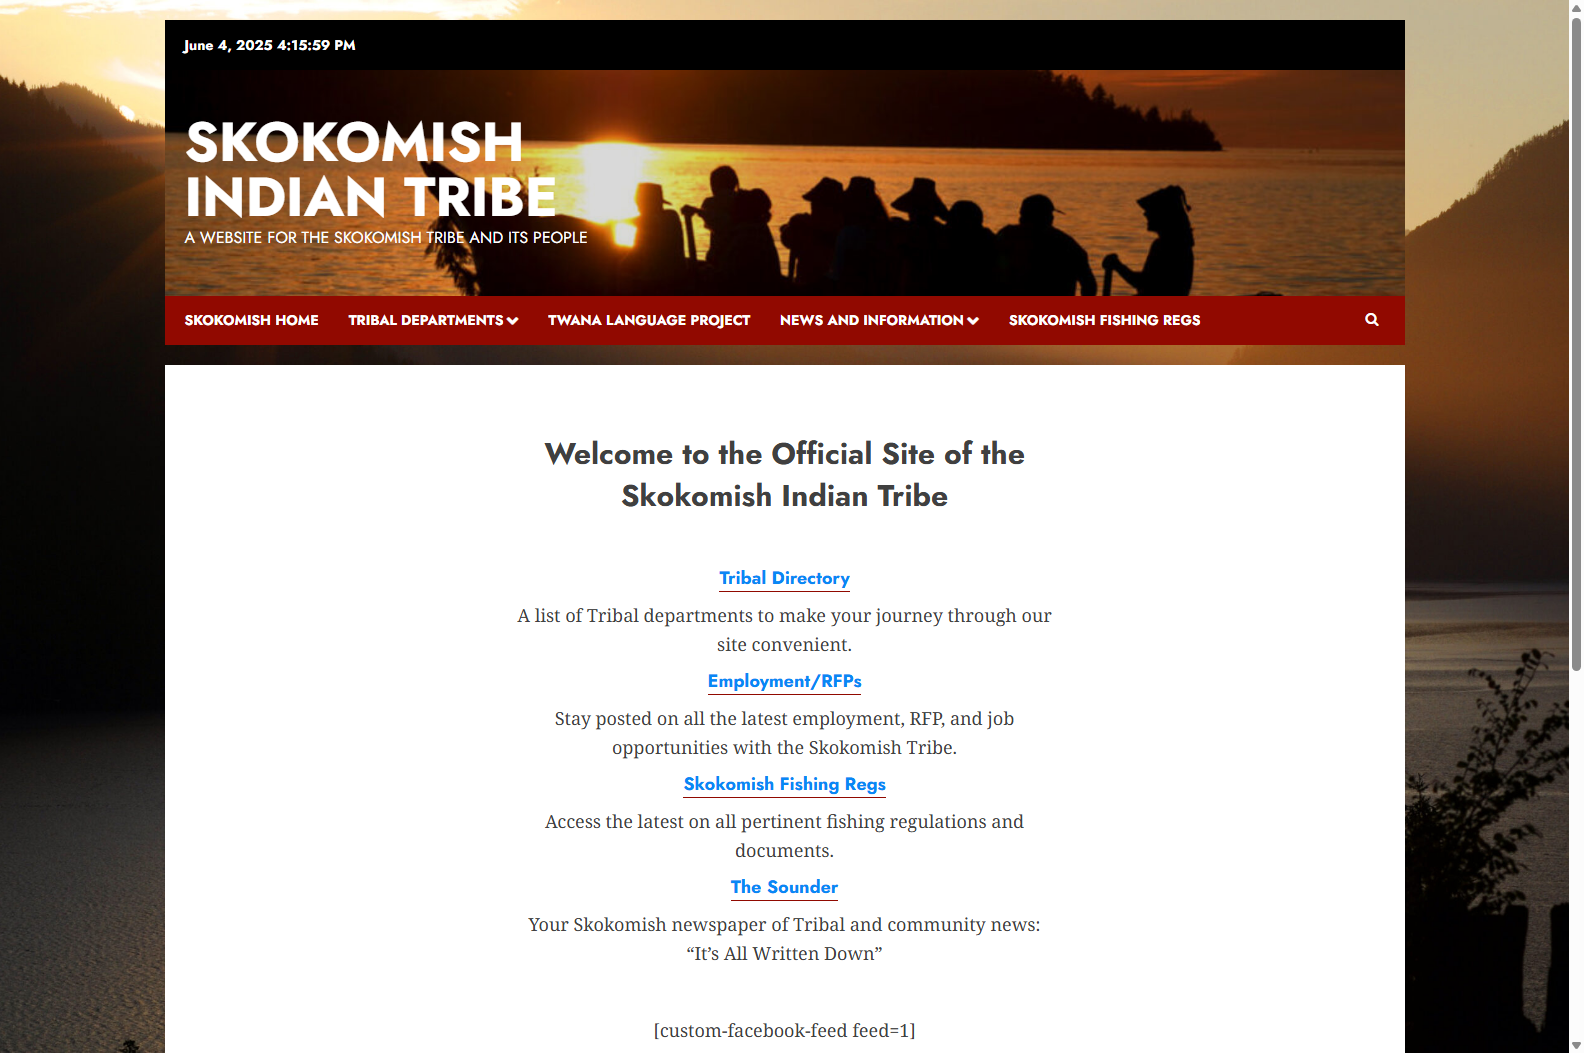 June 4, 2025 4:15:59 PM
SKOKOMISH
INDIAN TRIBE
A WEBSITE FOR THE SKOKOMISH TRIBE AND ITS PEOPLE
SKOKOMISH HOME TRIBAL DEPARTMENTS TWANA LANGUAGE PROJECT NEWS AND INFORMATION SKOKOMISH FISHING REGS
Welcome to the Official Site of the
Skokomish Indian Tribe
Tribal Directory
A list of Tribal departments to make your journey through our
site convenient.
Employment/RFPs
Stay posted on all the latest employment, RFP, and job
opportunities with the Skokomish Tribe.
Skokomish Fishing Regs
Access the latest on all pertinent fishing regulations and
documents.
The Sounder
Your Skokomish newspaper of Tribal and community news:
“It’s All Written Down”
[custom-facebook-feed feed=1]